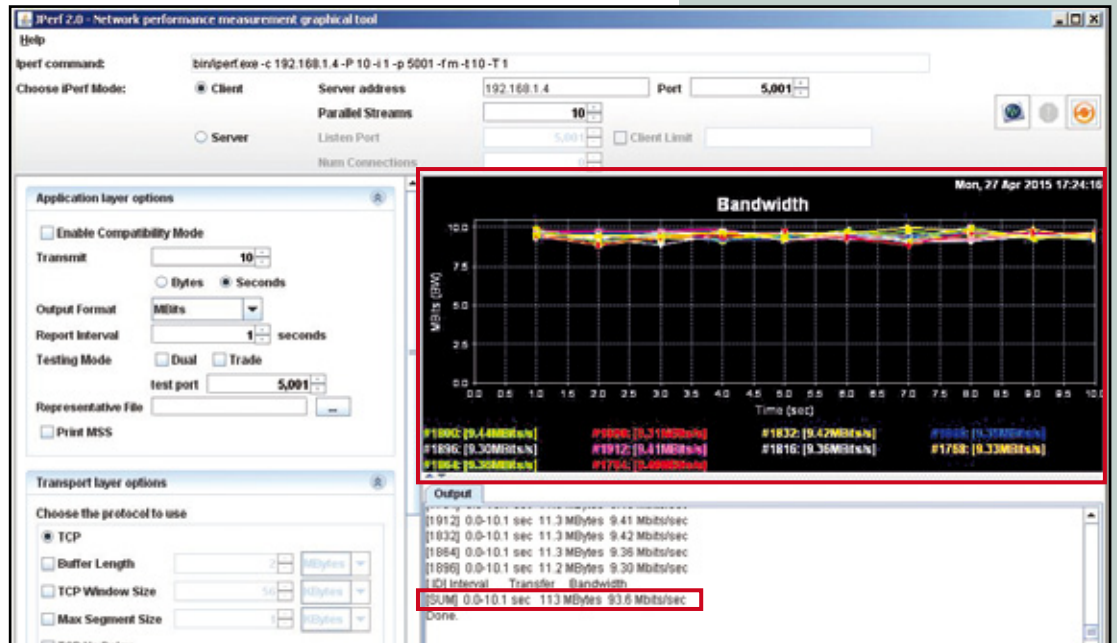 JPerf 2.0 - Network performance measurement graphical tool
Help
Iperf command:
bin/iperf.exe -c 192.168.1.4 -P 10 -i 1 -p 5001 -f m -t 10 -T 1
Choose iPerf Mode:
Client
Server address
192.168.1.4
Port
5,001
Parallel Streams
10
Server
Listen Port
5,001
Client Limit
Num Connections
0
Application layer options
Enable Compatibility Mode
Transmit
10
Bytes
Seconds
Output Format
MBits
Report Interval
1
seconds
Testing Mode
Dual
Trade
test port
5,001
Representative File
...
Print MSS
Transport layer options
Choose the protocol to use
TCP
Buffer Length
2
MBytes
TCP Window Size
56
KBytes
Max Segment Size
1
KBytes
Mon, 27 Apr 2015 17:24:16
Bandwidth
MBits (BW)
10.0
7.5
5.0
2.5
0.0
0.0 0.5 1.0 1.5 2.0 2.5 3.0 3.5 4.0 4.5 5.0 5.5 6.0 6.5 7.0 7.5 8.0 8.5 9.0 9.5 10.0
Time (sec)
[9.44MBits/s]
#1832: [9.42MBits/s]
#1896: [9.30MBits/s]
#1912: [9.41MBits/s]
#1816: [9.36MBits/s]
#1758: [9.33MBits/s]
#1864: [9.36MBits/s]
Output
[1912] 0.0-10.1 sec 11.3 MBytes 9.41 Mbits/sec
[1832] 0.0-10.1 sec 11.3 MBytes 9.42 Mbits/sec
[1864] 0.0-10.1 sec 11.3 MBytes 9.36 Mbits/sec
[1896] 0.0-10.1 sec 11.2 MBytes 9.30 Mbits/sec
[ ID] Interval Transfer Bandwidth
[SUM] 0.0-10.1 sec 113 MBytes 93.6 Mbits/sec
Done.